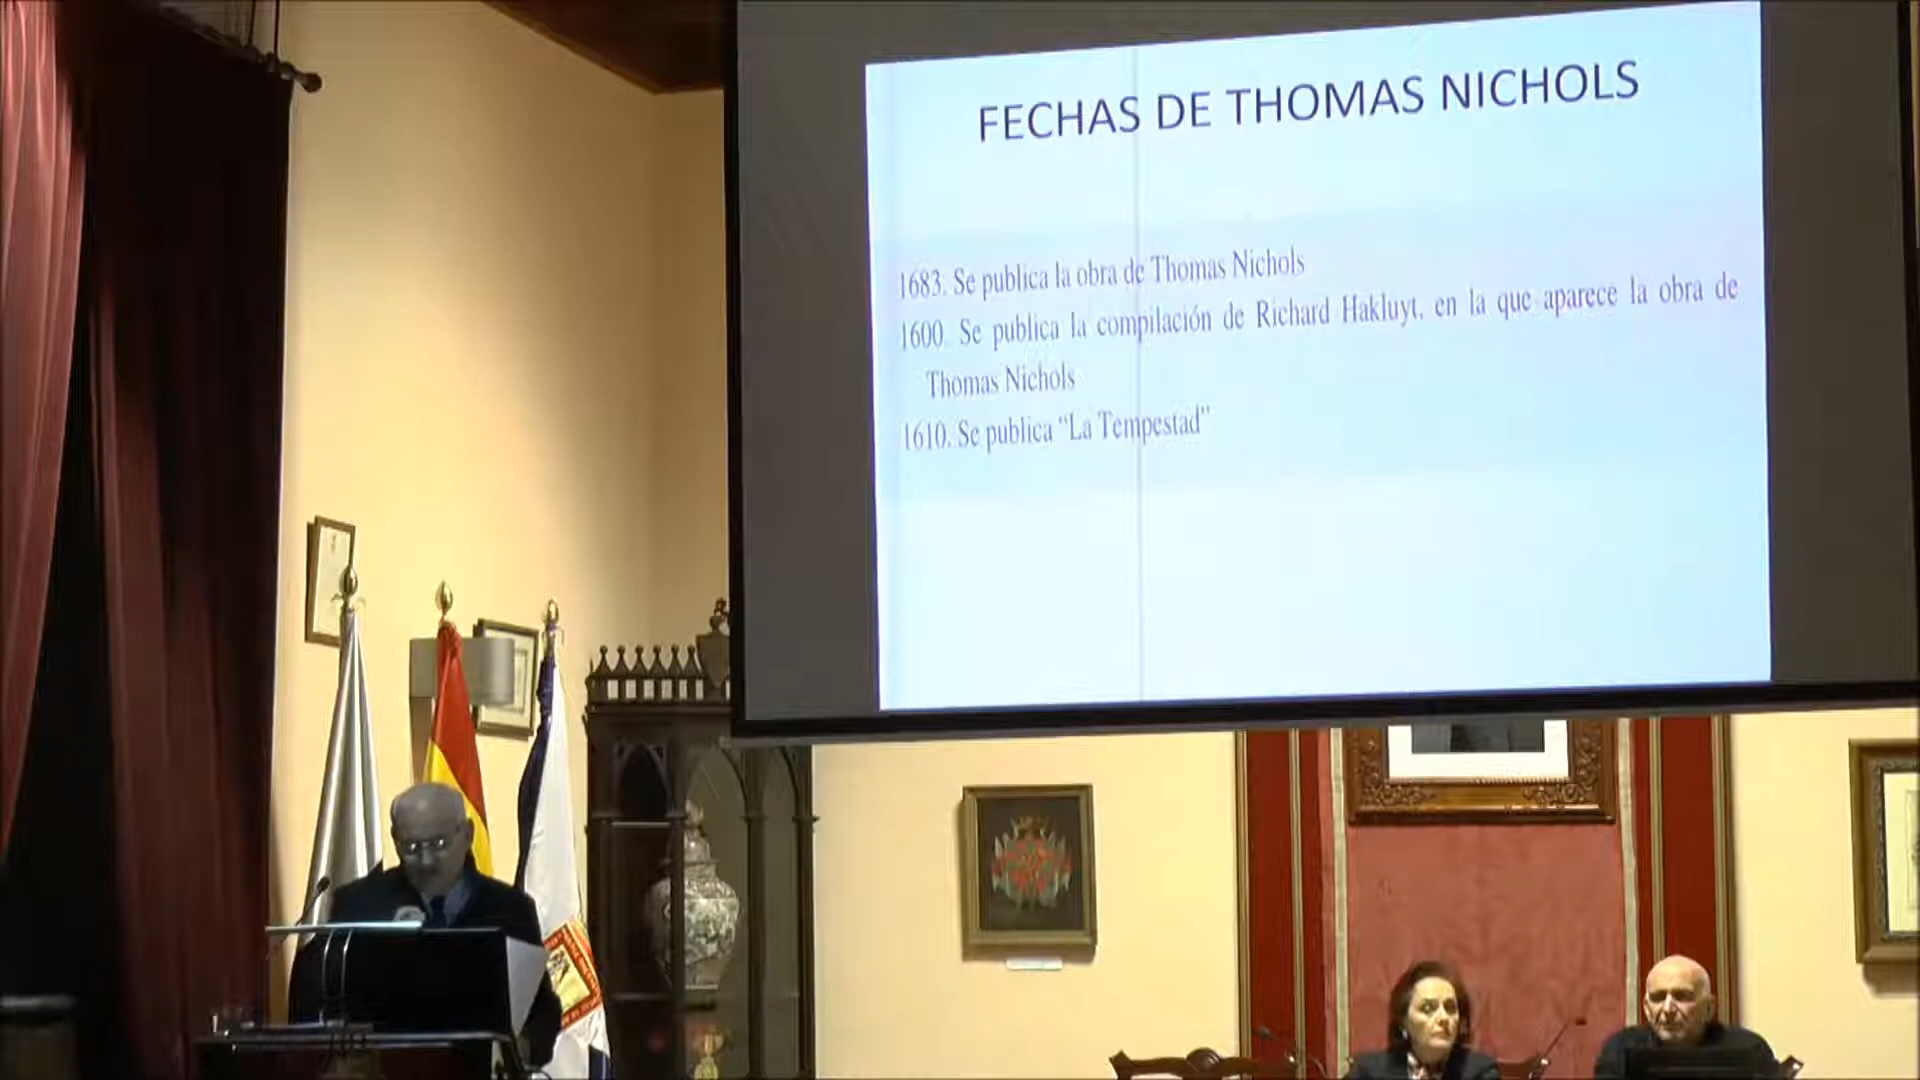 FECHAS DE THOMAS NICHOLS
1683. Se publica la obra de Thomas Nichols
1600. Se publica la compilación de Richard Hakluyt, en la que aparece la obra de
Thomas Nichols
1610. Se publica “La Tempestad”